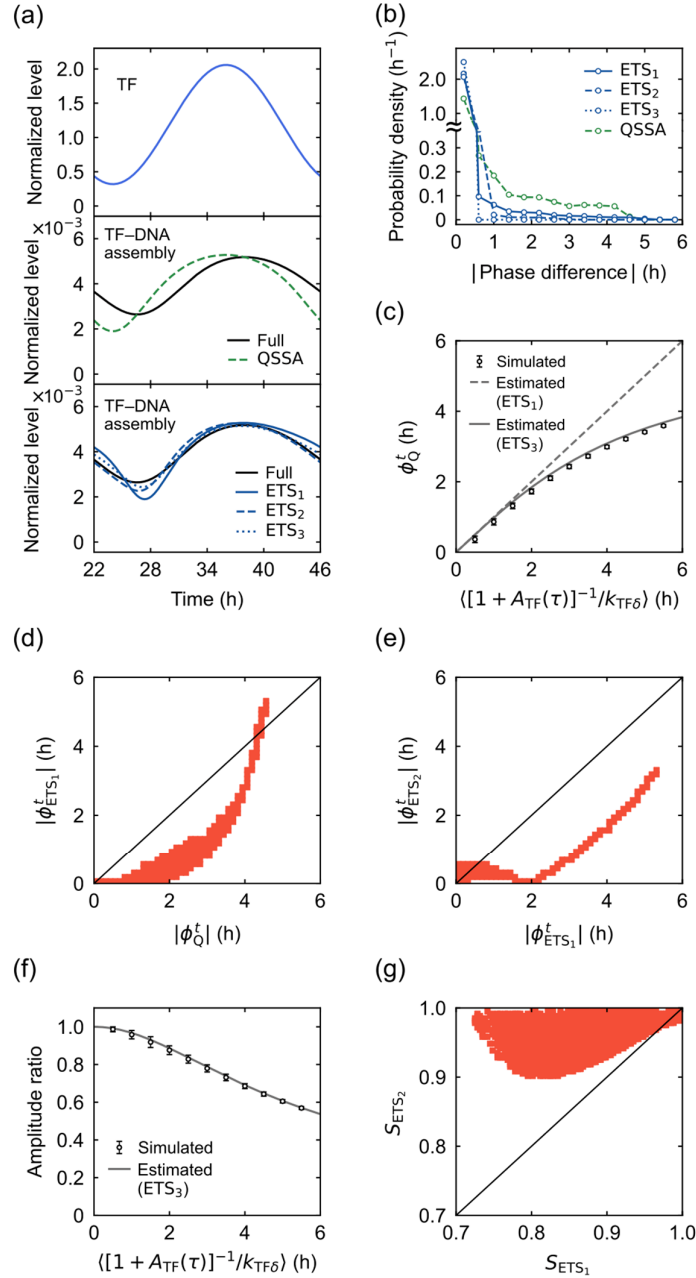 (a)
Normalized level
2.0
1.5
1.0
0.5
0
TF
×10⁻³
Normalized level
6
4
2
0
TF–DNA
assembly
Full
QSSA
×10⁻³
Normalized level
6
4
2
0
TF–DNA
assembly
Full
ETS₁
ETS₂
ETS₃
22 28 34 40 46
Time (h)
(b)
Probability density (h⁻¹)
2.0
1.0
0.3
0.2
0.1
0
ETS₁
ETS₂
ETS₃
QSSA
0 1 2 3 4 5 6
|Phase difference| (h)
(c)
ϕ_Q^t (h)
6
4
2
0
Simulated
Estimated
(ETS₁)
Estimated
(ETS₃)
0 2 4 6
⟨[1 + A_TF(τ)]⁻¹/k_TFδ⟩ (h)
(d)
|ϕ_ETS₁^t| (h)
6
4
2
0
0 2 4 6
|ϕ_Q^t| (h)
(e)
|ϕ_ETS₂^t| (h)
6
4
2
0
0 2 4 6
|ϕ_ETS₁^t| (h)
(f)
Amplitude ratio
1.0
0.8
0.6
0.4
0.2
0
Simulated
Estimated
(ETS₃)
0 2 4 6
⟨[1 + A_TF(τ)]⁻¹/k_TFδ⟩ (h)
(g)
S_ETS₂
1.0
0.9
0.8
0.7
0.7 0.8 0.9 1.0
S_ETS₁